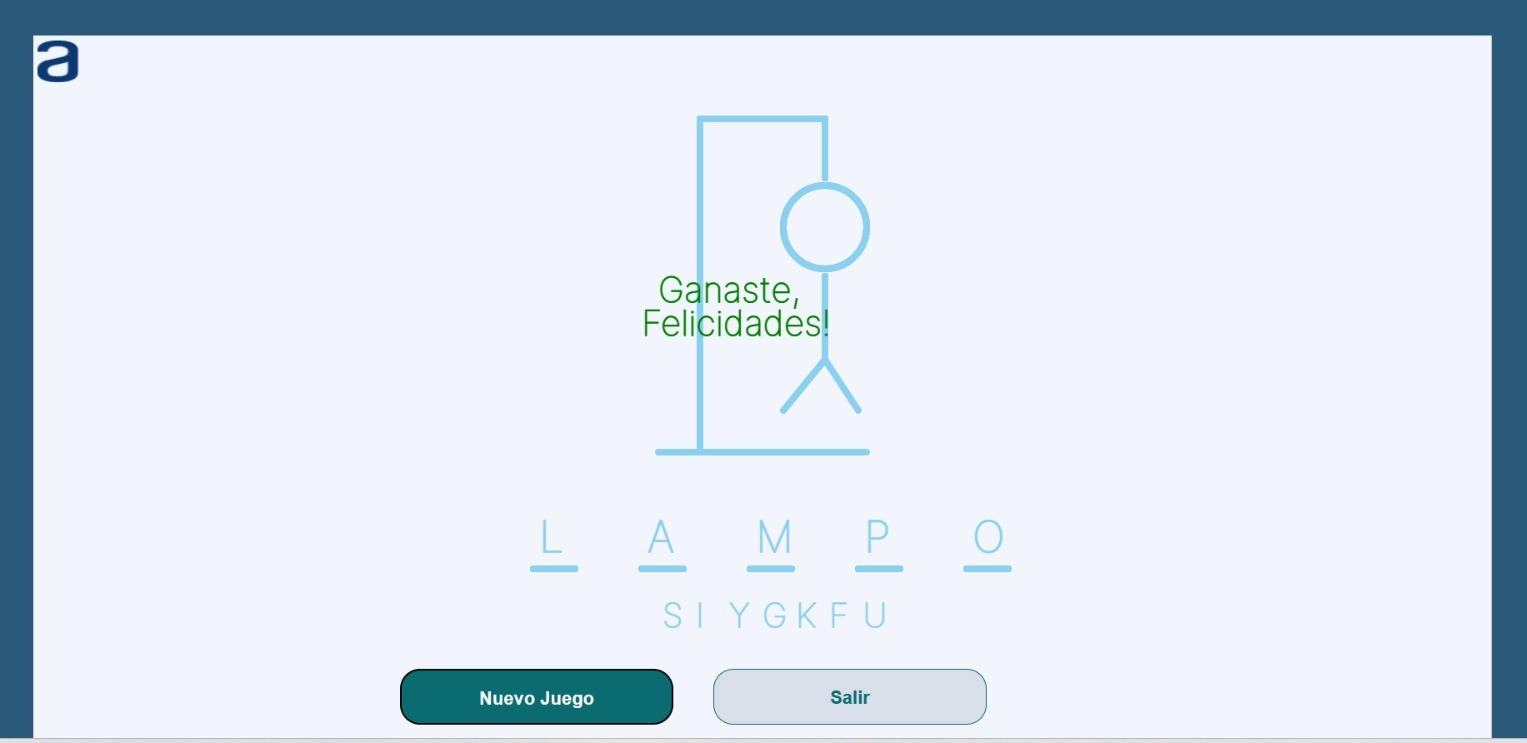 a
Ganaste,
Felicidades!
L A M P O
S I Y G K F U
Nuevo Juego
Salir